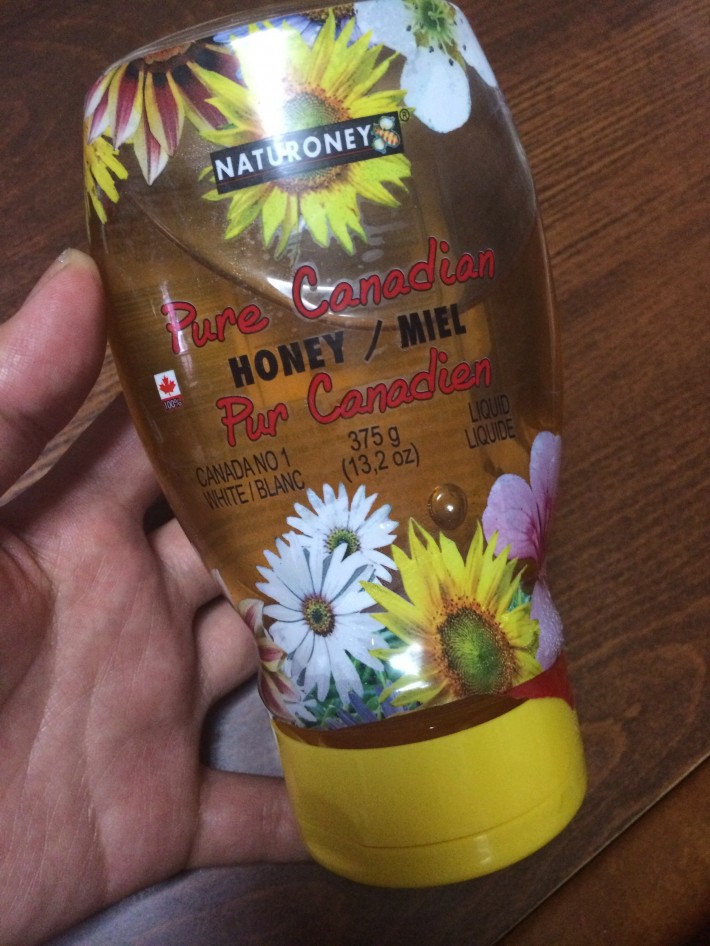 NATURONEY®
Pure Canadian
HONEY / MIEL
Pur Canadien
100%
CANADA NO 1
WHITE / BLANC
375 g
(13,2 oz)
LIQUID
LIQUIDE